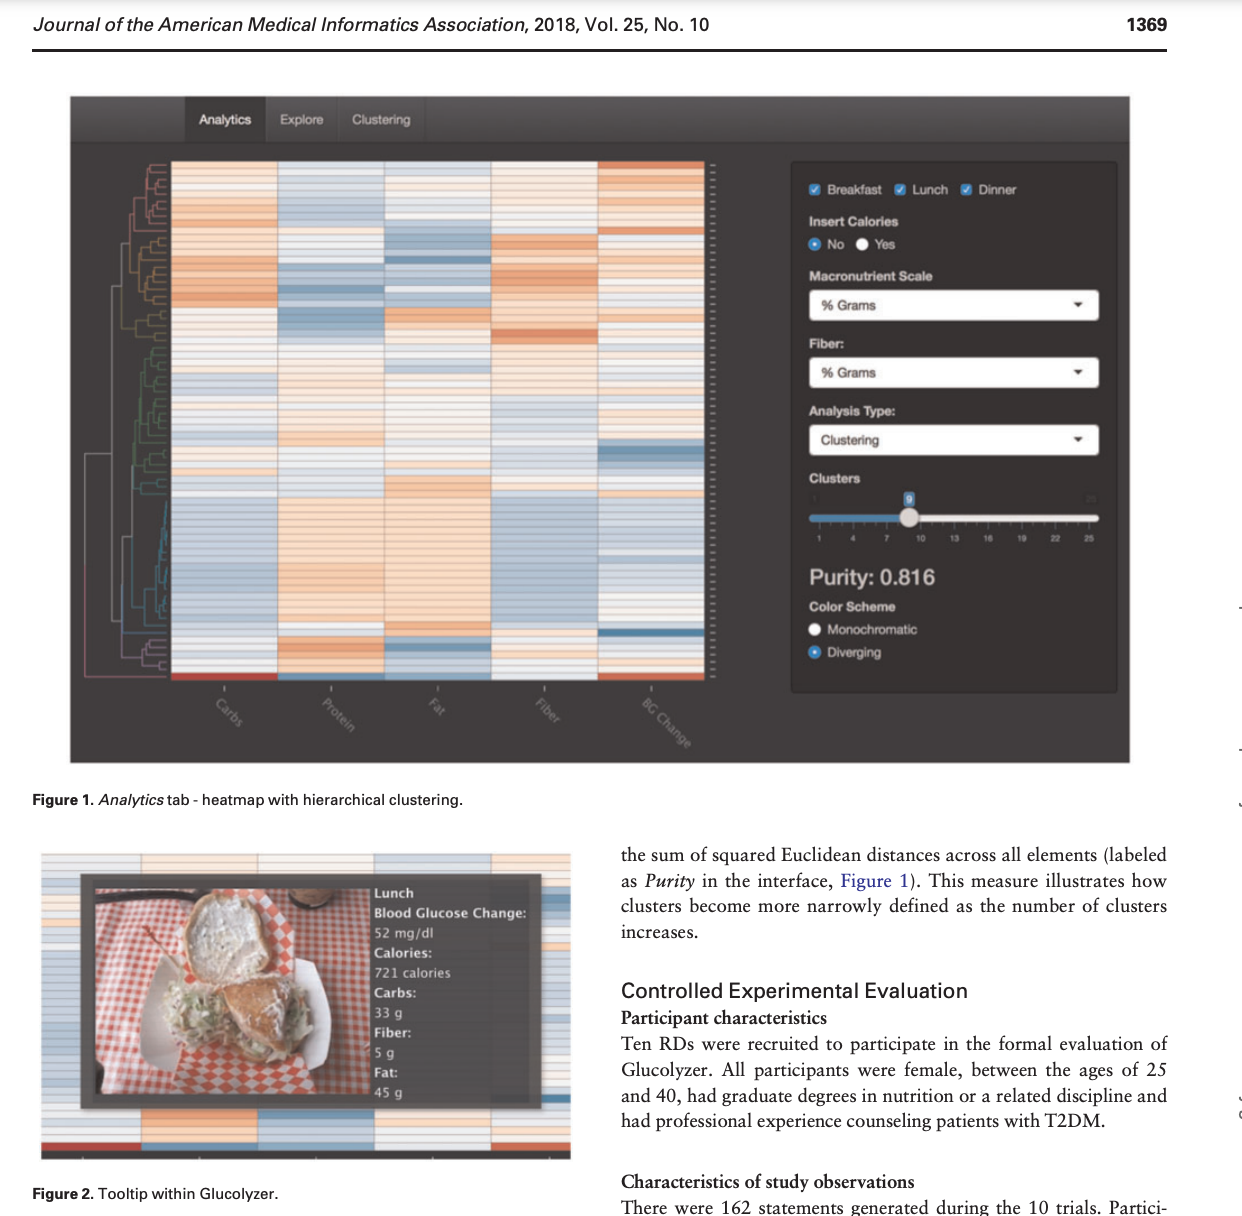 Journal of the American Medical Informatics Association, 2018, Vol. 25, No. 10 1369
Analytics Explore Clustering
Breakfast Lunch Dinner
Insert Calories
No Yes
Macronutrient Scale
% Grams
Fiber:
% Grams
Analysis Type:
Clustering
Clusters
1 9 25
1 4 7 10 13 16 19 22 25
Purity: 0.816
Color Scheme
Monochromatic
Diverging
Carbs Protein Fat Fiber BG Change
Figure 1. Analytics tab - heatmap with hierarchical clustering.
Lunch
Blood Glucose Change:
52 mg/dl
Calories:
721 calories
Carbs:
33 g
Fiber:
5 g
Fat:
45 g
Figure 2. Tooltip within Glucolyzer.
the sum of squared Euclidean distances across all elements (labeled
as Purity in the interface, Figure 1). This measure illustrates how
clusters become more narrowly defined as the number of clusters
increases.
Controlled Experimental Evaluation
Participant characteristics
Ten RDs were recruited to participate in the formal evaluation of
Glucolyzer. All participants were female, between the ages of 25
and 40, had graduate degrees in nutrition or a related discipline and
had professional experience counseling patients with T2DM.
Characteristics of study observations
There were 162 statements generated during the 10 trials. Partici-